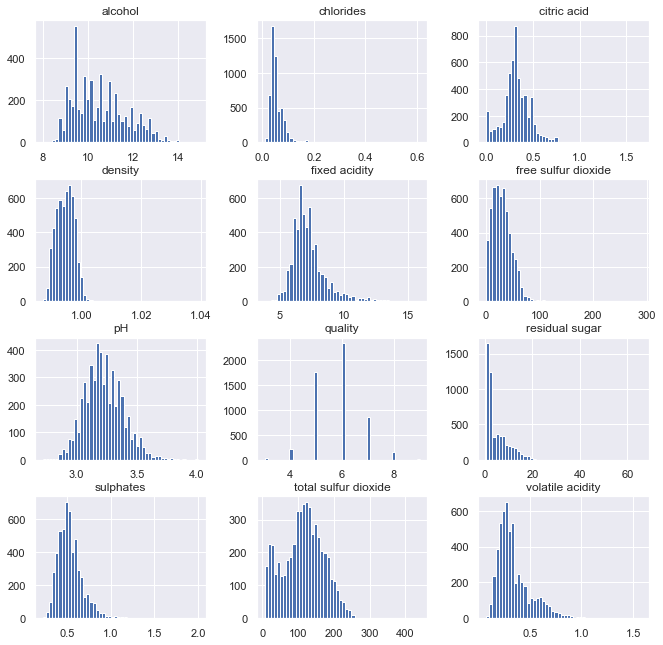 alcohol chlorides citric acid
400 200 0
1500 1000 500 0
800 600 400 200 0
8 10 12 14
0.0 0.2 0.4 0.6
0.0 0.5 1.0 1.5
density fixed acidity free sulfur dioxide
600 400 200 0
600 400 200 0
600 400 200 0
1.00 1.02 1.04
5 10 15
0 100 200 300
pH quality residual sugar
400 300 200 100 0
2000 1500 1000 500 0
1500 1000 500 0
3.0 3.5 4.0
4 6 8
0 20 40 60
sulphates total sulfur dioxide volatile acidity
600 400 200 0
300 200 100 0
600 400 200 0
0.5 1.0 1.5 2.0
0 100 200 300 400
0.5 1.0 1.5